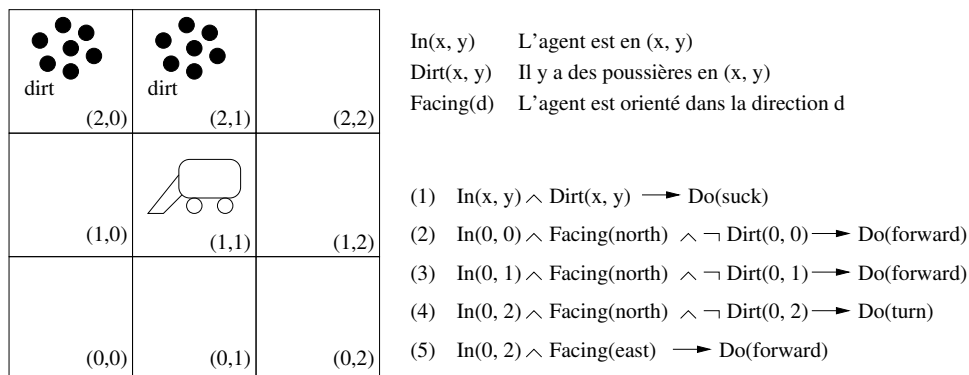 dirt dirt
(2,0) (2,1) (2,2)
(1,0) (1,1) (1,2)
(0,0) (0,1) (0,2)
In(x, y) L'agent est en (x, y)
Dirt(x, y) Il y a des poussières en (x, y)
Facing(d) L'agent est orienté dans la direction d
(1) In(x, y) ∧ Dirt(x, y) → Do(suck)
(2) In(0, 0) ∧ Facing(north) ∧ ¬ Dirt(0, 0) → Do(forward)
(3) In(0, 1) ∧ Facing(north) ∧ ¬ Dirt(0, 1) → Do(forward)
(4) In(0, 2) ∧ Facing(north) ∧ ¬ Dirt(0, 2) → Do(turn)
(5) In(0, 2) ∧ Facing(east) → Do(forward)